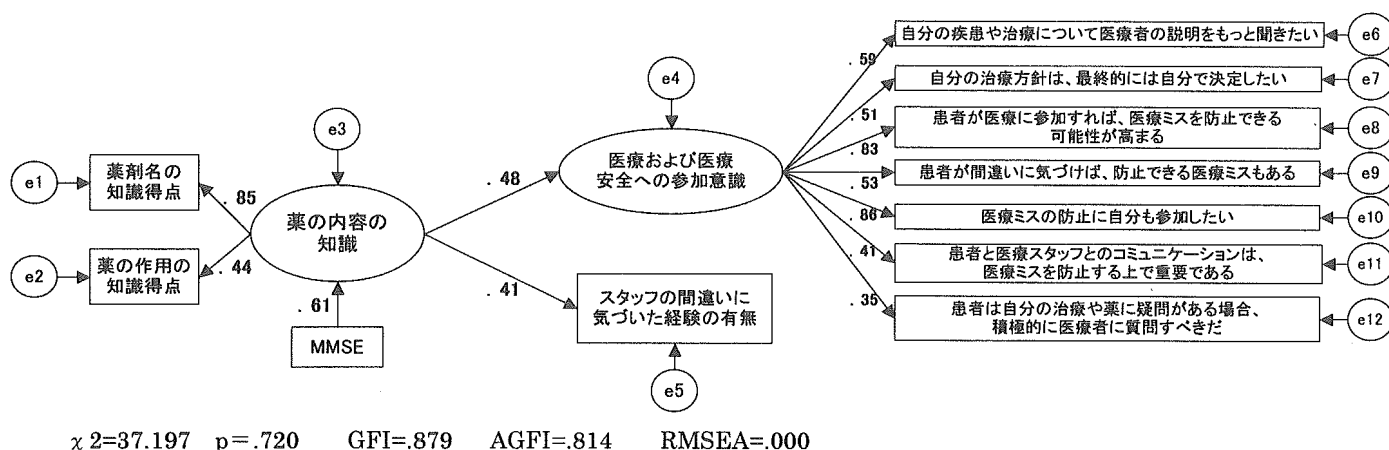 自分の疾患や治療について医療者の説明をもっと聞きたい
e6
.59
自分の治療方針は、最終的には自分で決定したい
e7
.51
患者が医療に参加すれば、医療ミスを防止できる
可能性が高まる
e8
.83
患者が間違いに気づけば、防止できる医療ミスもある
e9
.53
医療ミスの防止に自分も参加したい
e10
.86
患者と医療スタッフとのコミュニケーションは、
医療ミスを防止する上で重要である
e11
.41
患者は自分の治療や薬に疑問がある場合、
積極的に医療者に質問すべきだ
e12
.35
e4
医療および医療
安全への参加意識
.48
e3
薬の内容の
知識
e1
薬剤名の
知識得点
.85
e2
薬の作用の
知識得点
.44
.61
MMSE
.41
スタッフの間違いに
気づいた経験の有無
e5
χ2=37.197 p=.720 GFI=.879 AGFI=.814 RMSEA=.000